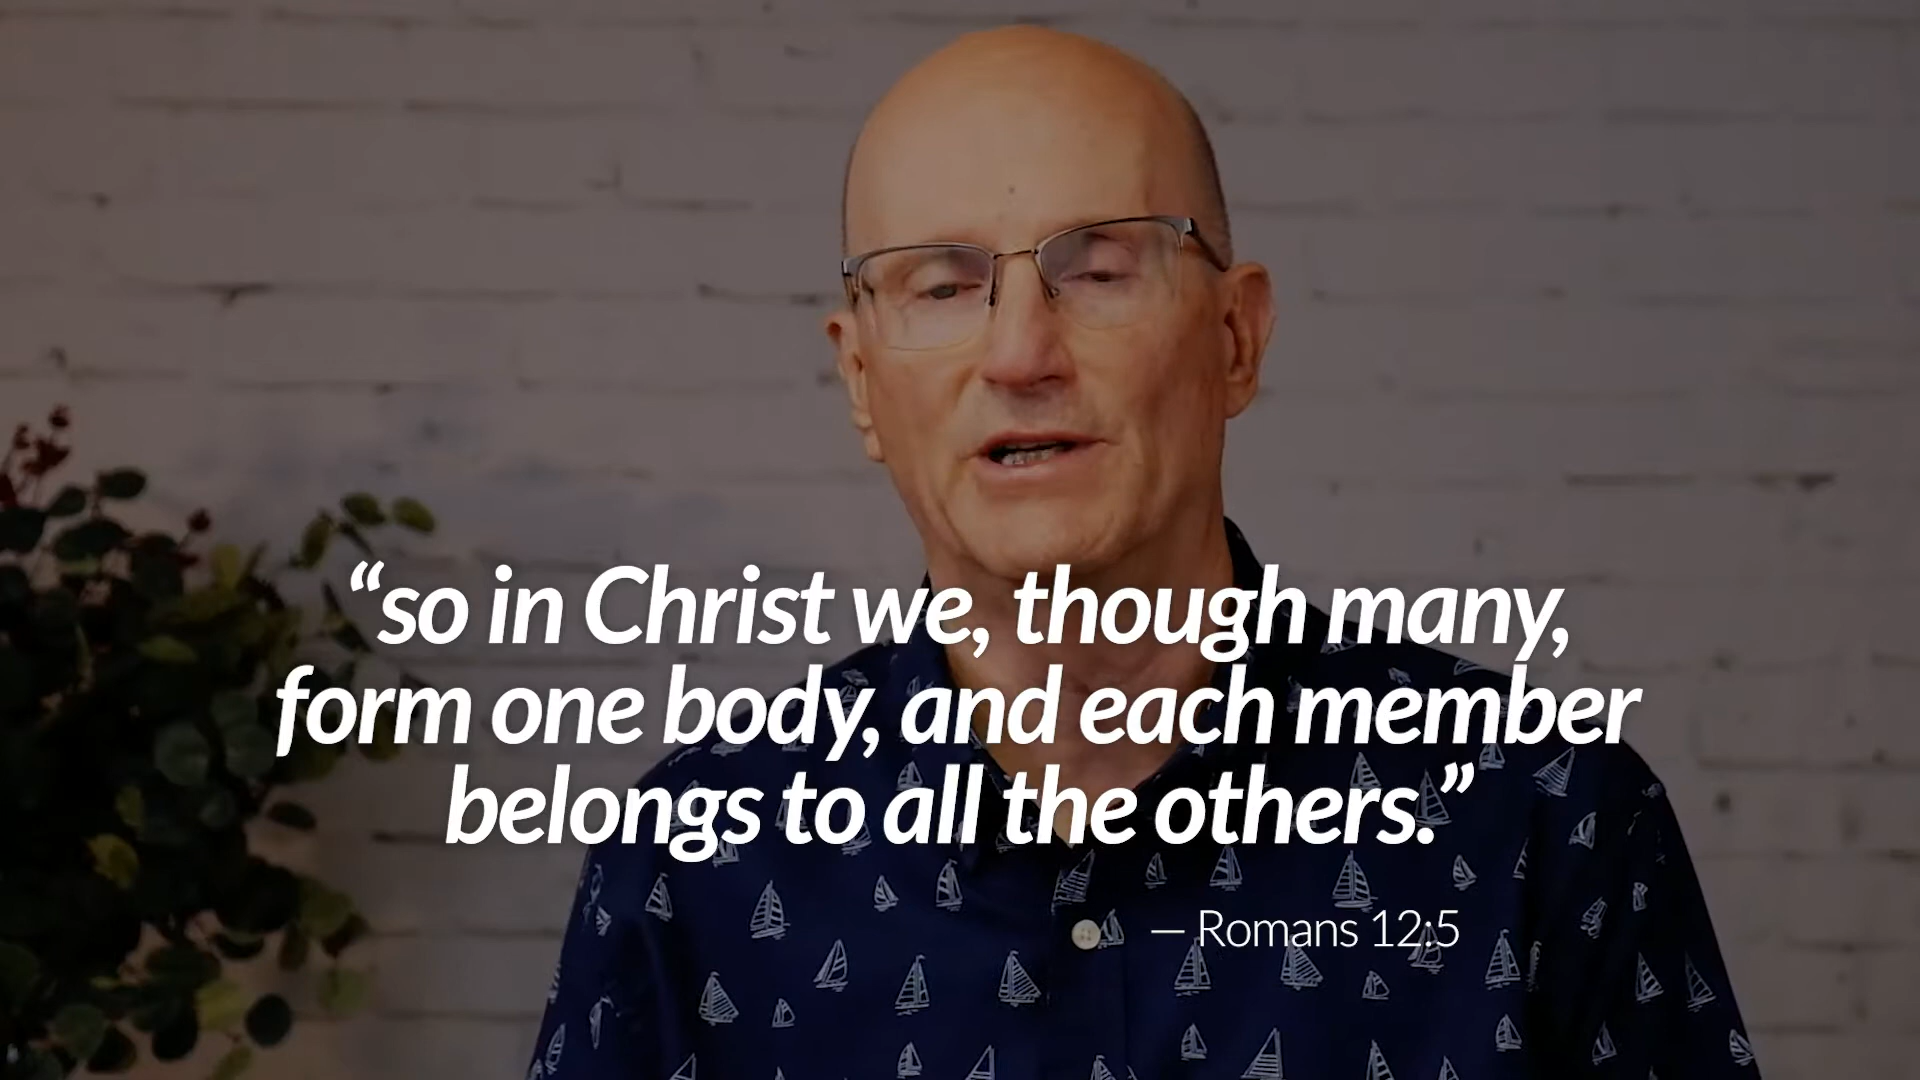 “so in Christ we, though many,
form one body, and each member
belongs to all the others.”
— Romans 12:5